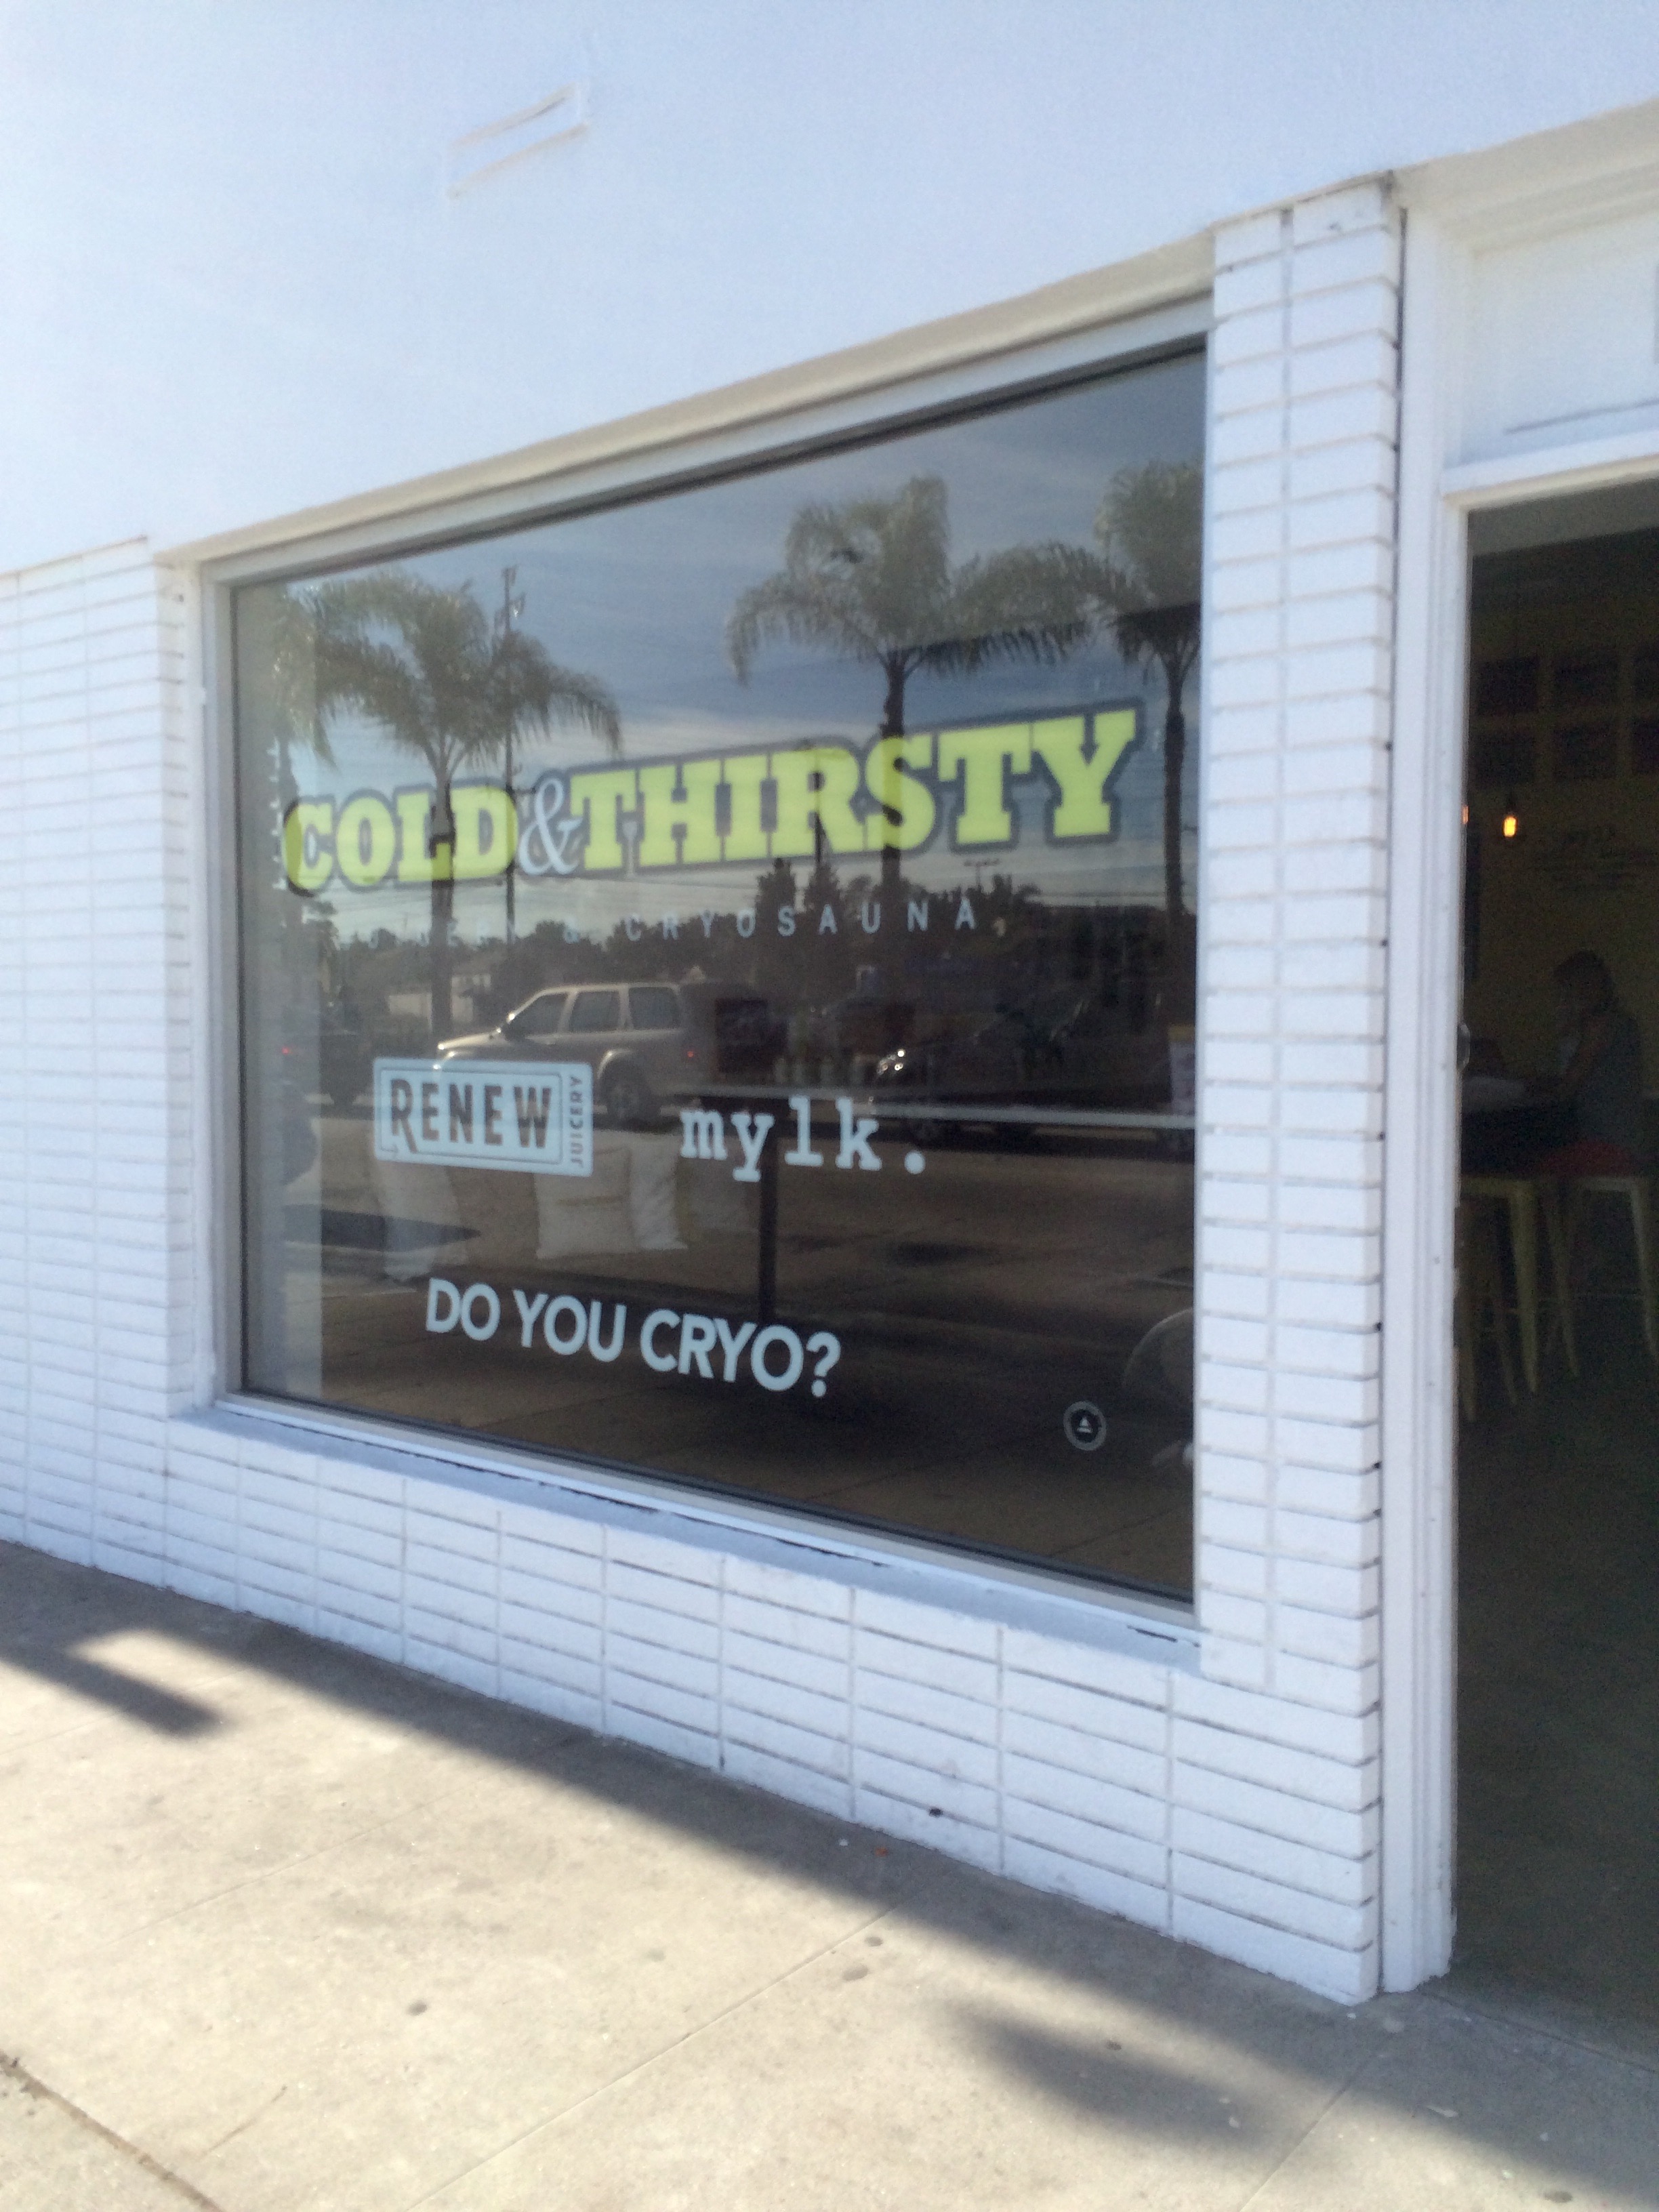 COLD & THIRSTY
& CRYOSAUNA
RENEW JUICERY
mylk.
DO YOU CRYO?